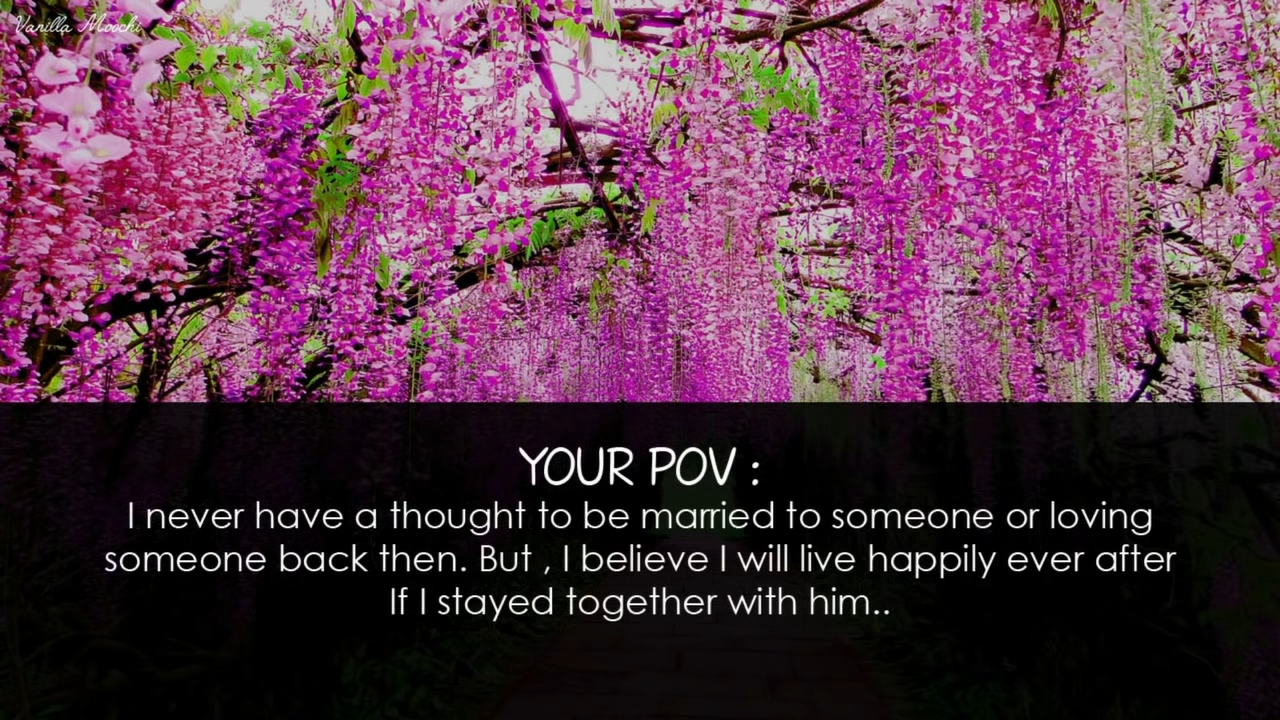 Vanilla Moochi
YOUR POV :
I never have a thought to be married to someone or loving
someone back then. But , I believe I will live happily ever after
If I stayed together with him..